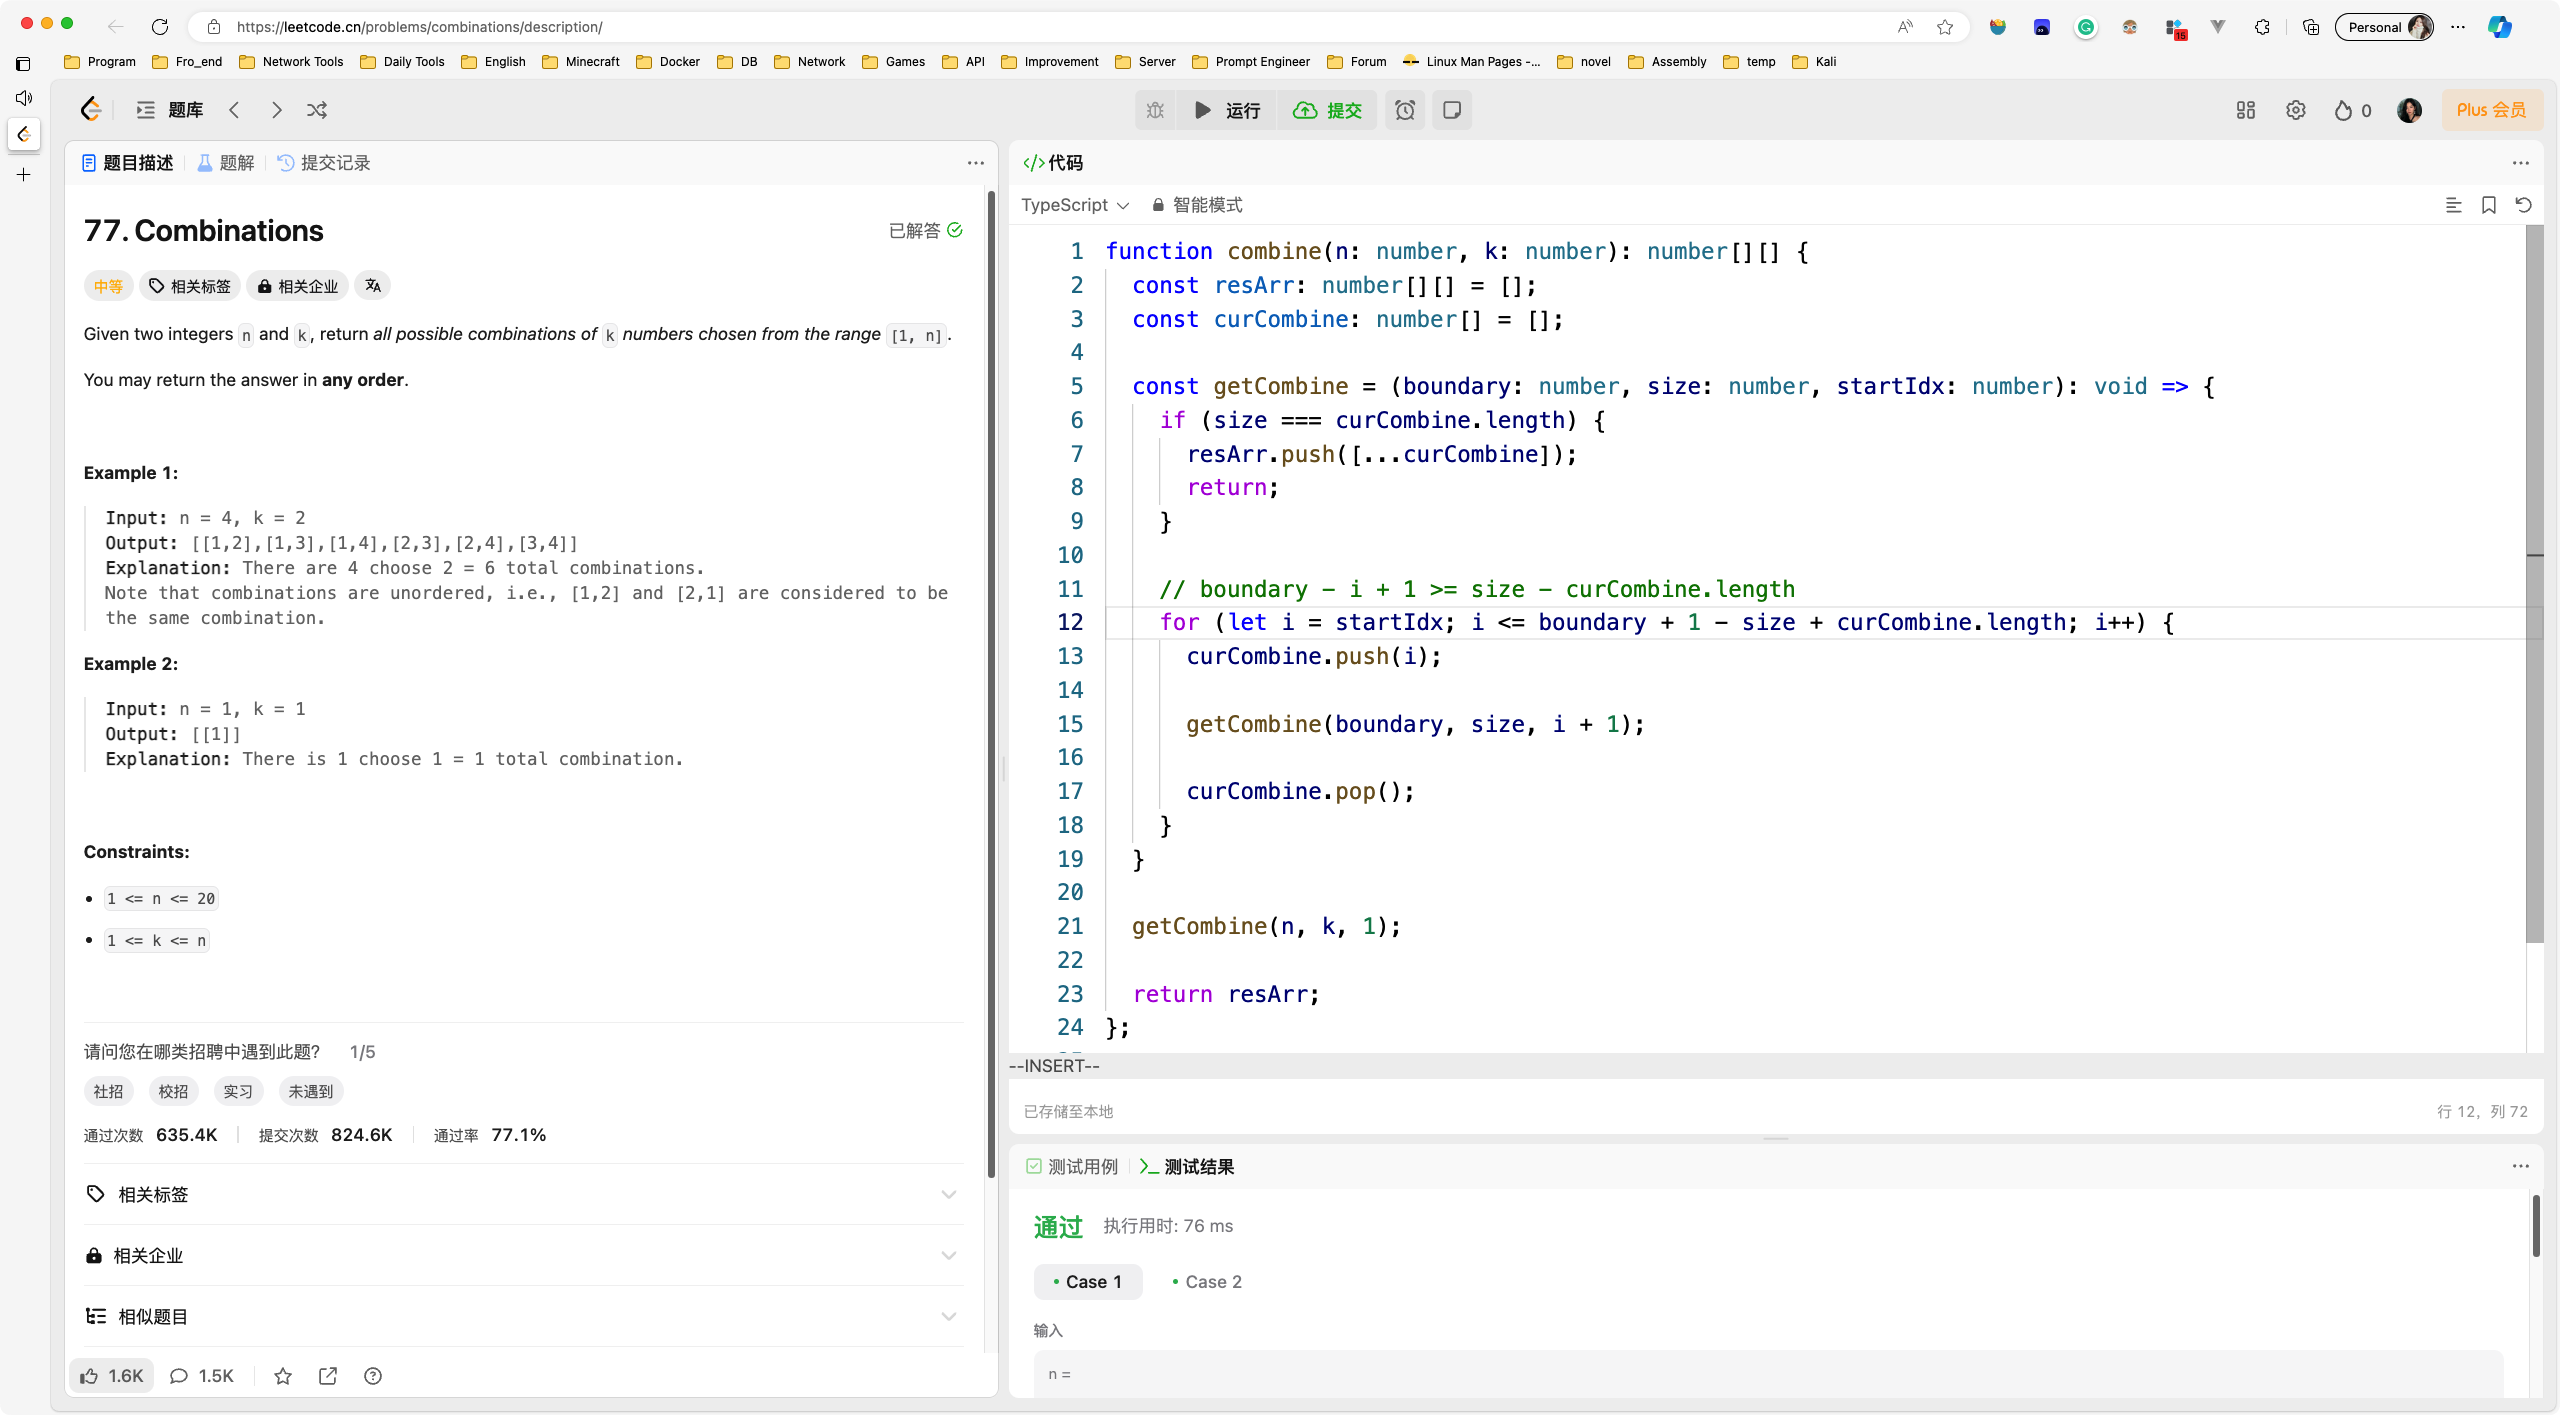 https://leetcode.cn/problems/combinations/description/
Personal
15
Program Fro_end Network Tools Daily Tools English Minecraft Docker DB Network Games API Improvement Server Prompt Engineer Forum Linux Man Pages -... novel Assembly temp Kali
题库
运行 提交
0
Plus 会员
题目描述 题解 提交记录
77. Combinations
已解答
中等 相关标签 相关企业
Given two integers n and k, return all possible combinations of k numbers chosen from the range [1, n].
You may return the answer in any order.
Example 1:
Input: n = 4, k = 2
Output: [[1,2],[1,3],[1,4],[2,3],[2,4],[3,4]]
Explanation: There are 4 choose 2 = 6 total combinations.
Note that combinations are unordered, i.e., [1,2] and [2,1] are considered to be
the same combination.
Example 2:
Input: n = 1, k = 1
Output: [[1]]
Explanation: There is 1 choose 1 = 1 total combination.
Constraints:
• 1 <= n <= 20
• 1 <= k <= n
请问您在哪类招聘中遇到此题? 1/5
社招 校招 实习 未遇到
通过次数 635.4K 提交次数 824.6K 通过率 77.1%
相关标签
相关企业
相似题目
1.6K 1.5K
代码
TypeScript 智能模式
1 function combine(n: number, k: number): number[][] {
2 const resArr: number[][] = [];
3 const curCombine: number[] = [];
4
5 const getCombine = (boundary: number, size: number, startIdx: number): void => {
6 if (size === curCombine.length) {
7 resArr.push([...curCombine]);
8 return;
9 }
10
11 // boundary - i + 1 >= size - curCombine.length
12 for (let i = startIdx; i <= boundary + 1 - size + curCombine.length; i++) {
13 curCombine.push(i);
14
15 getCombine(boundary, size, i + 1);
16
17 curCombine.pop();
18 }
19 }
20
21 getCombine(n, k, 1);
22
23 return resArr;
24 };
--INSERT--
已存储至本地
行 12, 列 72
测试用例 测试结果
通过 执行用时: 76 ms
• Case 1 • Case 2
输入
n =